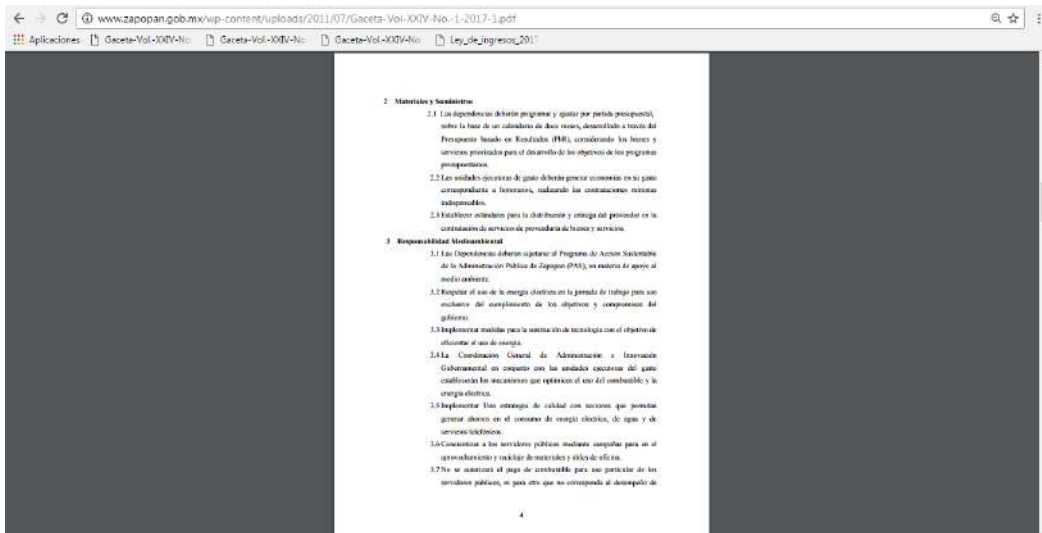 www.zapopan.gob.mx/wp-content/uploads/2011/07/Gaceta-Vol-XXIV-No.-1-2017-1.pdf
Aplicaciones Gaceta-Vol.-XXIV-No. Gaceta-Vol.-XXIV-No. Gaceta-Vol.-XXIV-No Ley_de_ingresos_2017
2 Materiales y Suministros
2.1 Las dependencias deberán programar y ajustar por partida presupuestal,
sobre la base de un calendario de doce meses, desarrollado a través del
Presupuesto basado en Resultados (PbR), considerando los bienes y
servicios priorizados para el desarrollo de los objetivos de los programas
presupuestarios.
2.2 Las unidades ejecutoras de gasto deberán generar economías en su gasto
correspondiente a honorarios, realizando las contrataciones mínimas
indispensables.
2.3 Establecer estándares para la distribución y entrega del proveedor en la
contratación de servicios de proveeduría de bienes y servicios.
3 Responsabilidad Medioambiental
3.1 Las Dependencias deberán sujetarse al Programa de Acción Sustentable
de la Administración Pública de Zapopan (PAS), en materia de apoyo al
medio ambiente.
3.2 Respetar el uso de la energía eléctrica en la jornada de trabajo para uso
exclusivo del cumplimiento de los objetivos y compromisos del
gobierno.
3.3 Implementar medidas para la sustitución de tecnología con el objetivo de
eficientar el uso de energía.
3.4 La Coordinación General de Administración e Innovación
Gubernamental en conjunto con las unidades ejecutoras del gasto
establecerán los mecanismos que optimicen el uso del combustible y la
energía eléctrica.
3.5 Implementar Una estrategia de calidad con acciones que permitan
generar ahorros en el consumo de energía eléctrica, de agua y de
servicios telefónicos.
3.6 Concientizar a los servidores públicos mediante campañas para en el
aprovechamiento y reciclaje de materiales y útiles de oficina.
3.7 No se autorizará el pago de combustible para uso particular de los
servidores públicos, ni para otro que no corresponda al desempeño de
4